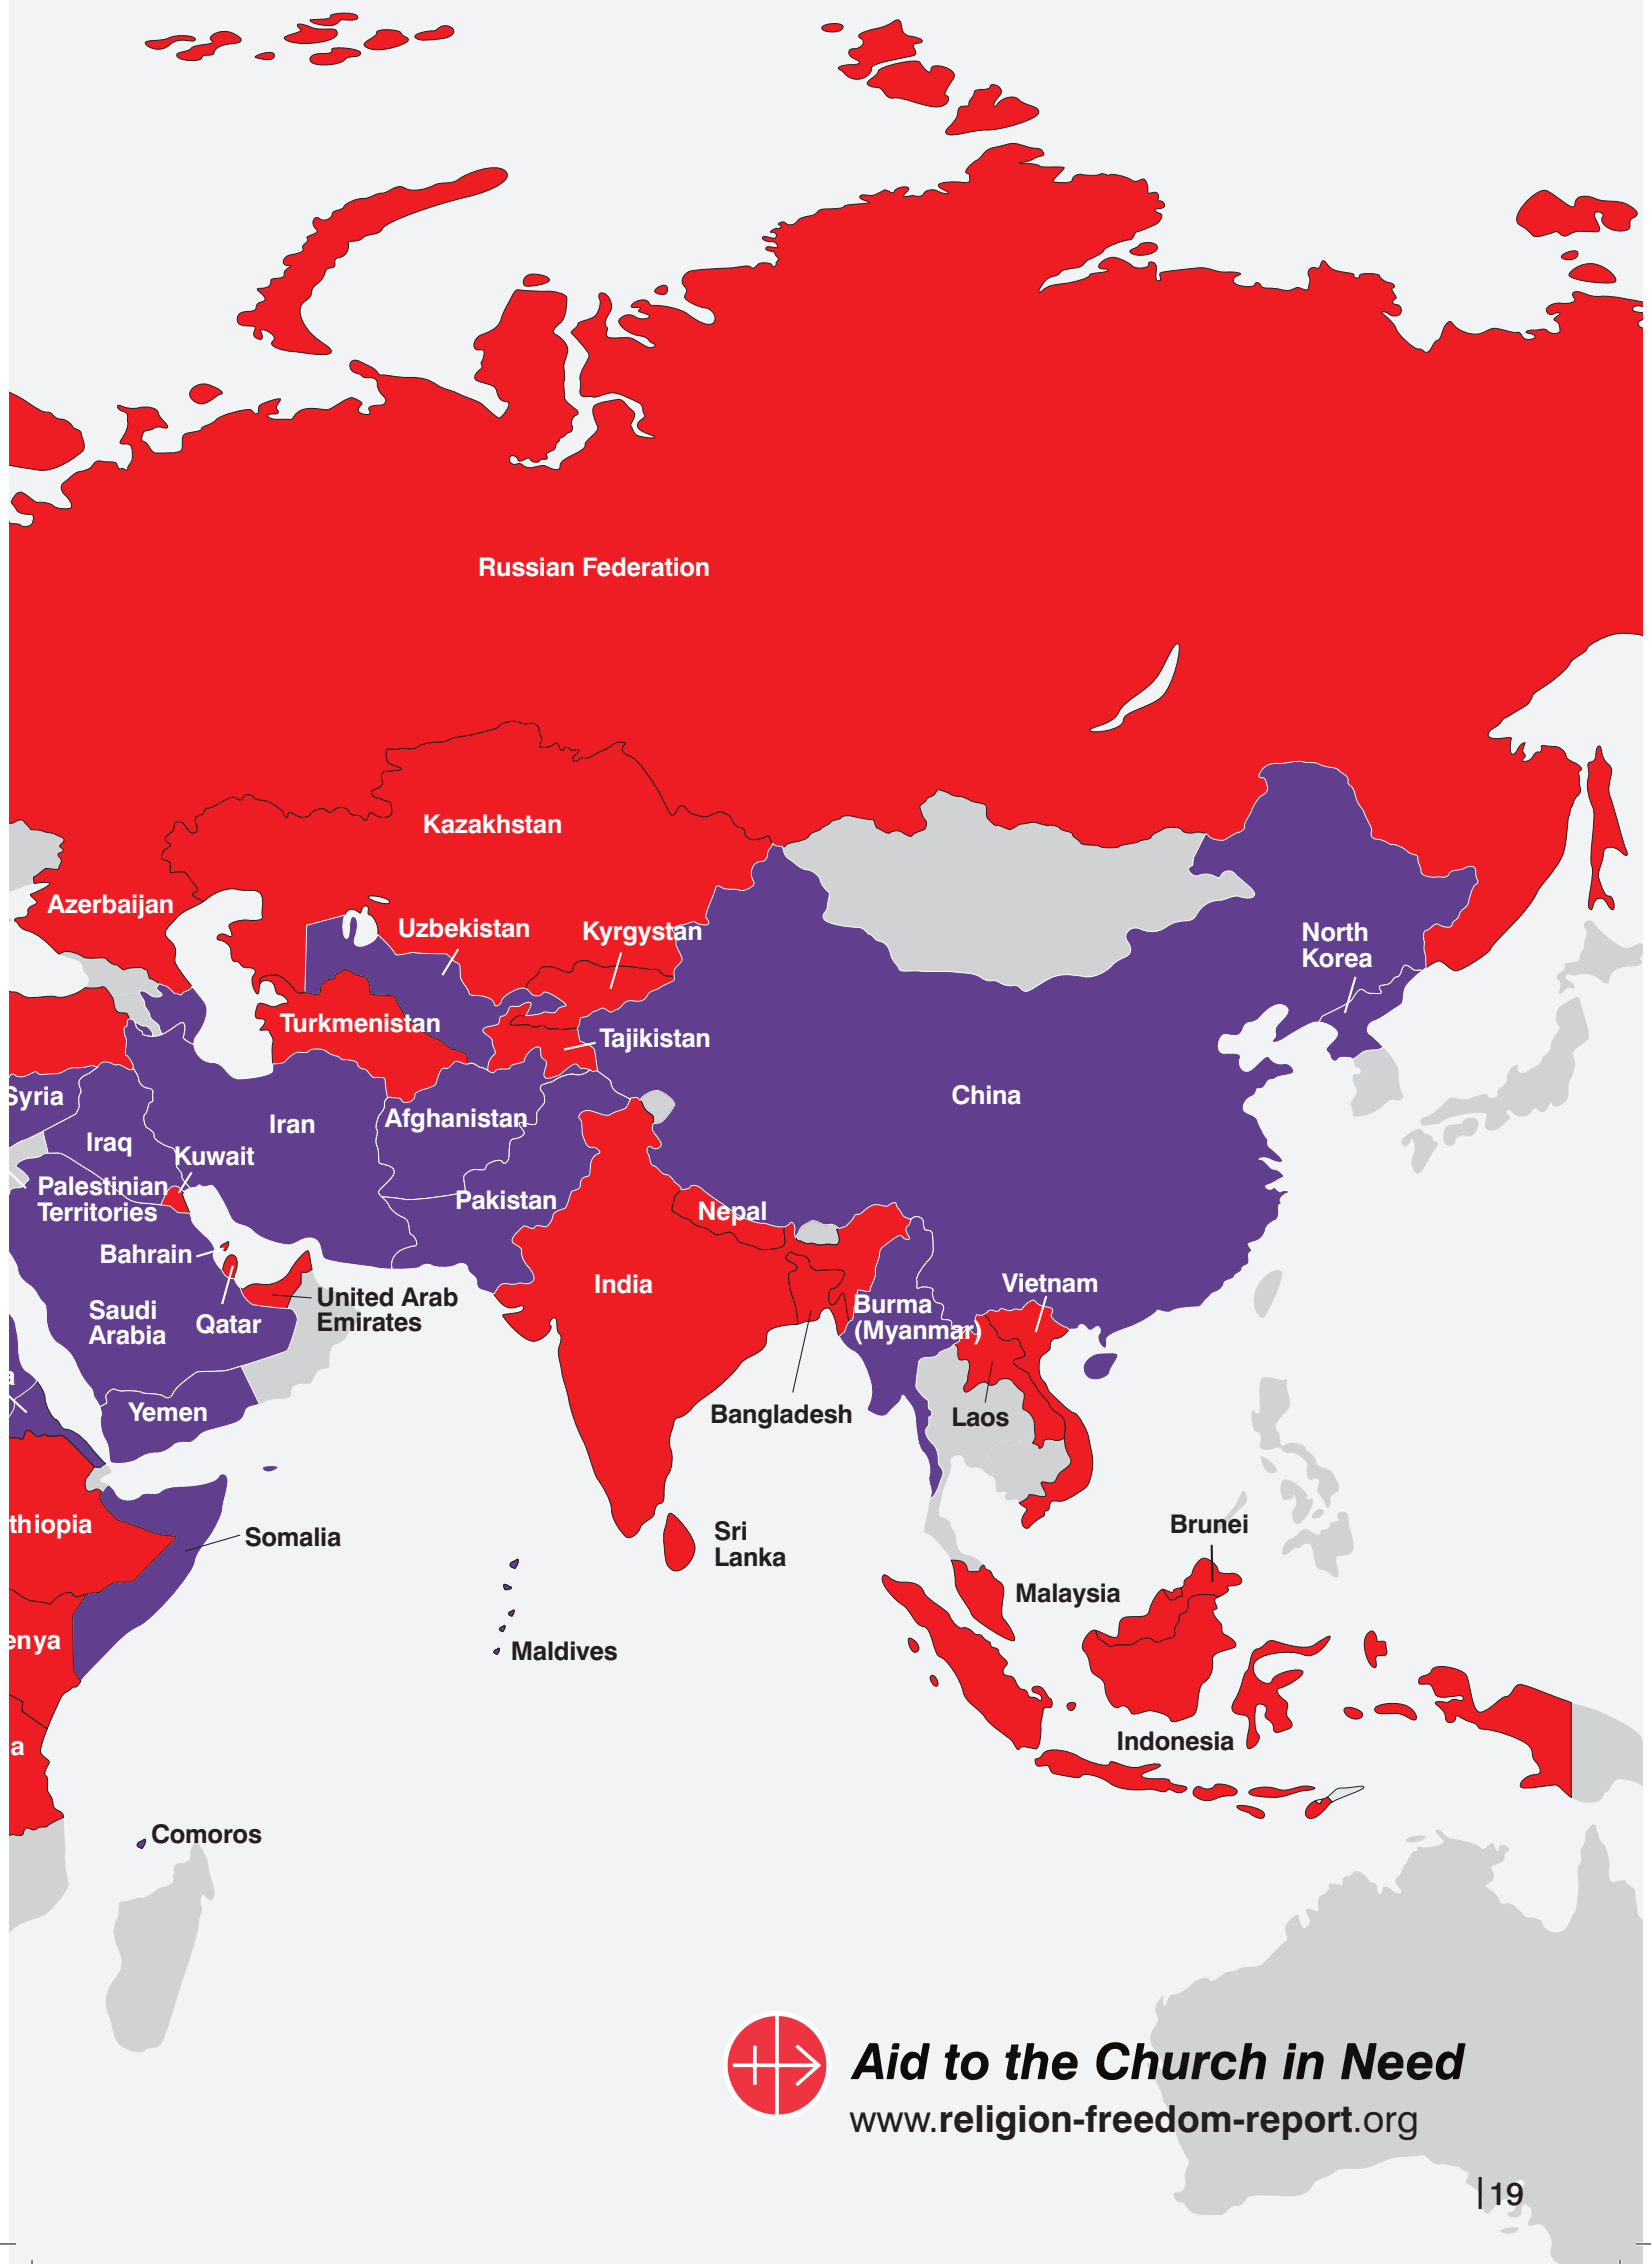 Russian Federation
Kazakhstan
Azerbaijan
Uzbekistan
Kyrgystan
North
Korea
Turkmenistan
Tajikistan
Syria
China
Iran
Afghanistan
Iraq
Kuwait
Palestinian
Territories
Pakistan
Nepal
Bahrain
India
Vietnam
United Arab
Emirates
Saudi
Arabia
Qatar
Burma
(Myanmar)
a
Yemen
Bangladesh
Laos
thiopia
Somalia
Sri
Lanka
Brunei
Malaysia
enya
Maldives
Indonesia
a
Comoros
Aid to the Church in Need
www.religion-freedom-report.org
|19